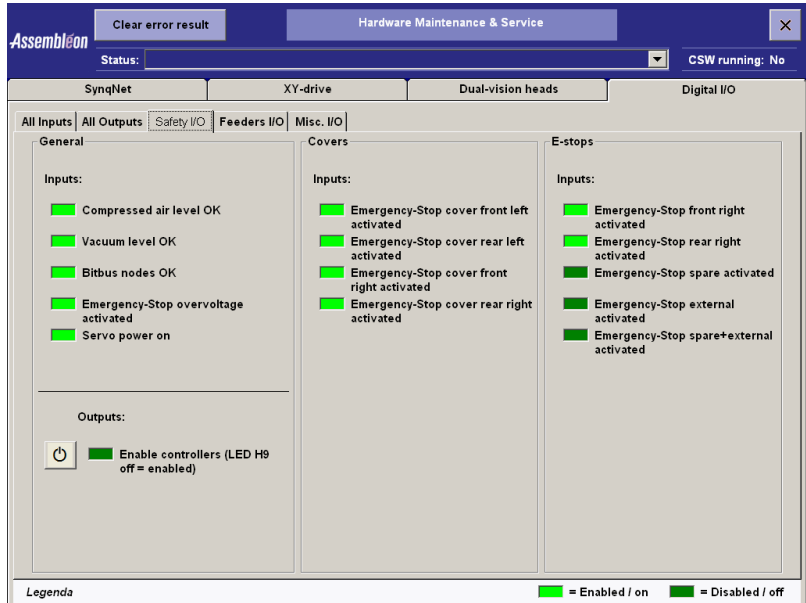 Clear error result
Hardware Maintenance & Service
Assembléon
Status:
CSW running: No
SynqNet
XY-drive
Dual-vision heads
Digital I/O
All Inputs
All Outputs
Safety I/O
Feeders I/O
Misc. I/O
General
Inputs:
Compressed air level OK
Vacuum level OK
Bitbus nodes OK
Emergency-Stop overvoltage
activated
Servo power on
Outputs:
Enable controllers (LED H9
off = enabled)
Covers
Inputs:
Emergency-Stop cover front left
activated
Emergency-Stop cover rear left
activated
Emergency-Stop cover front
right activated
Emergency-Stop cover rear right
activated
E-stops
Inputs:
Emergency-Stop front right
activated
Emergency-Stop rear right
activated
Emergency-Stop spare activated
Emergency-Stop external
activated
Emergency-Stop spare+external
activated
Legenda
= Enabled / on
= Disabled / off